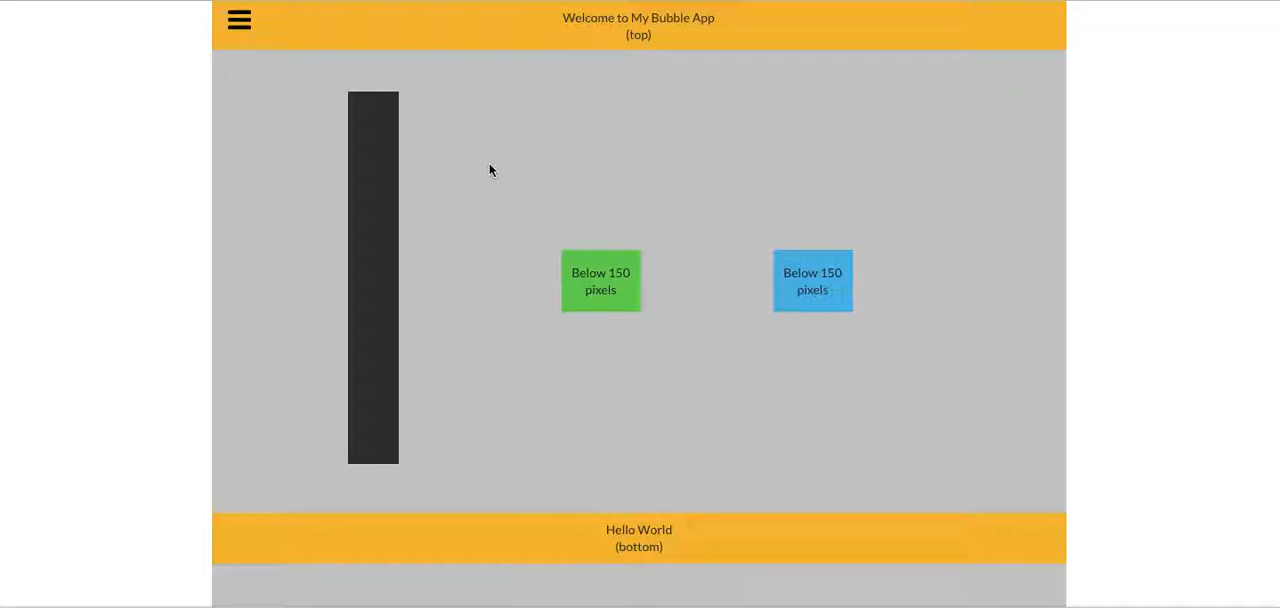 Welcome to My Bubble App
(top)
Below 150
pixels
Below 150
pixels
Hello World
(bottom)